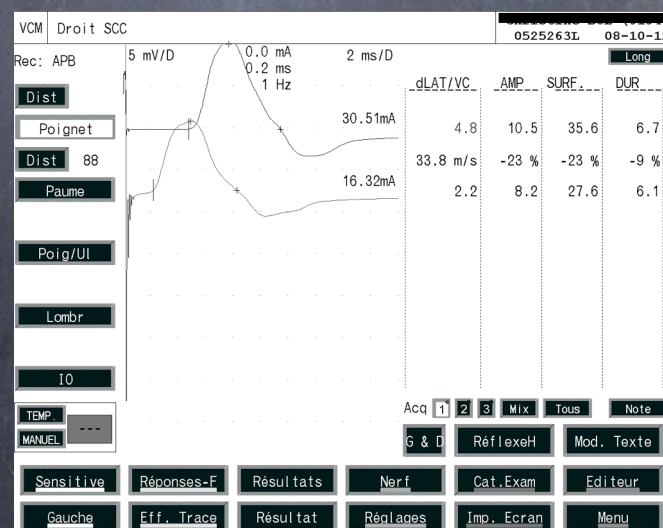 VCM Droit SCC
0525263L 08-10-1
Rec: APB
5 mV/D 0.0 mA 2 ms/D
0.2 ms
1 Hz
Long
dLAT/VC AMP SURF. DUR
Dist
Poignet 30.51mA 4.8 10.5 35.6 6.7
Dist 88 33.8 m/s -23 % -23 % -9 %
Paume 16.32mA 2.2 8.2 27.6 6.1
Poig/Ul
Lombr
IO
TEMP.
MANUEL ---
Acq 1 2 3 Mix Tous Note
G & D RéflexeH Mod. Texte
Sensitive Réponses-F Résultats Nerf Cat.Exam Editeur
Gauche Eff. Trace Résultat Réglages Imp. Ecran Menu